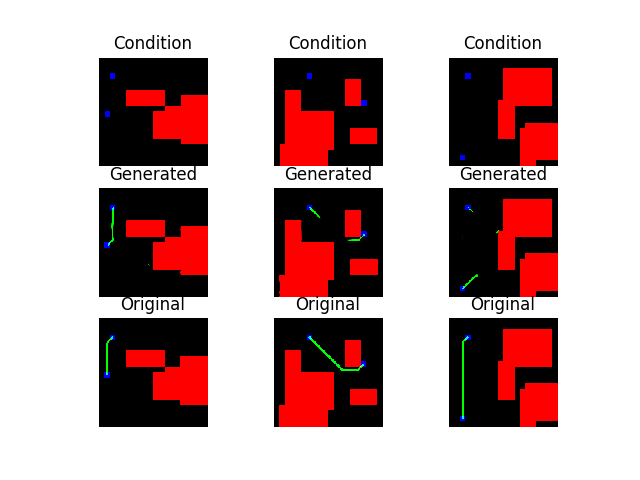 Condition Condition Condition
Generated Generated Generated
Original Original Original